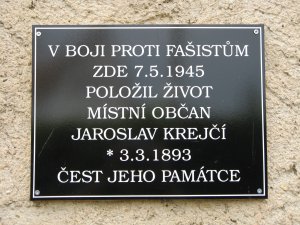 V BOJI PROTI FAŠISTŮM
ZDE 7.5.1945
POLOŽIL ŽIVOT
MÍSTNÍ OBČAN
JAROSLAV KREJČÍ
* 3.3.1893
ČEST JEHO PAMÁTCE